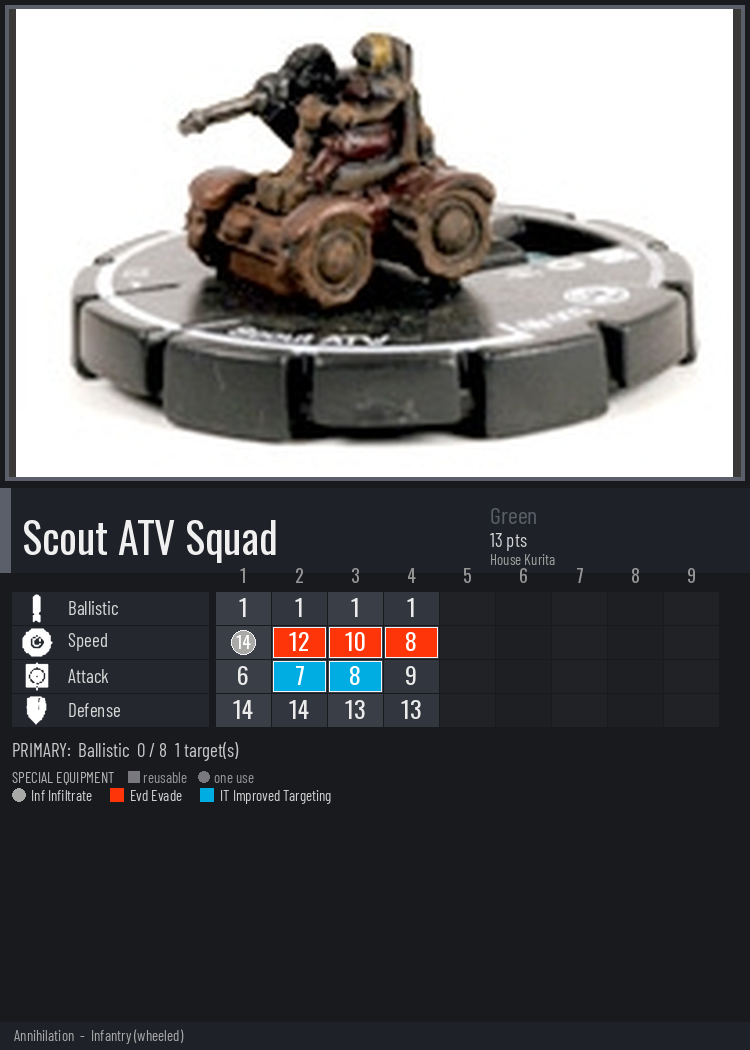 Scout ATV
Scout ATV Squad
Green
13 pts
House Kurita
1 2 3 4 5 6 7 8 9
Ballistic 1 1 1 1
Speed 14 12 10 8
Attack 6 7 8 9
Defense 14 14 13 13
PRIMARY: Ballistic 0 / 8 1 target(s)
SPECIAL EQUIPMENT reusable one use
Inf Infiltrate Evd Evade IT Improved Targeting
Annihilation - Infantry (wheeled)